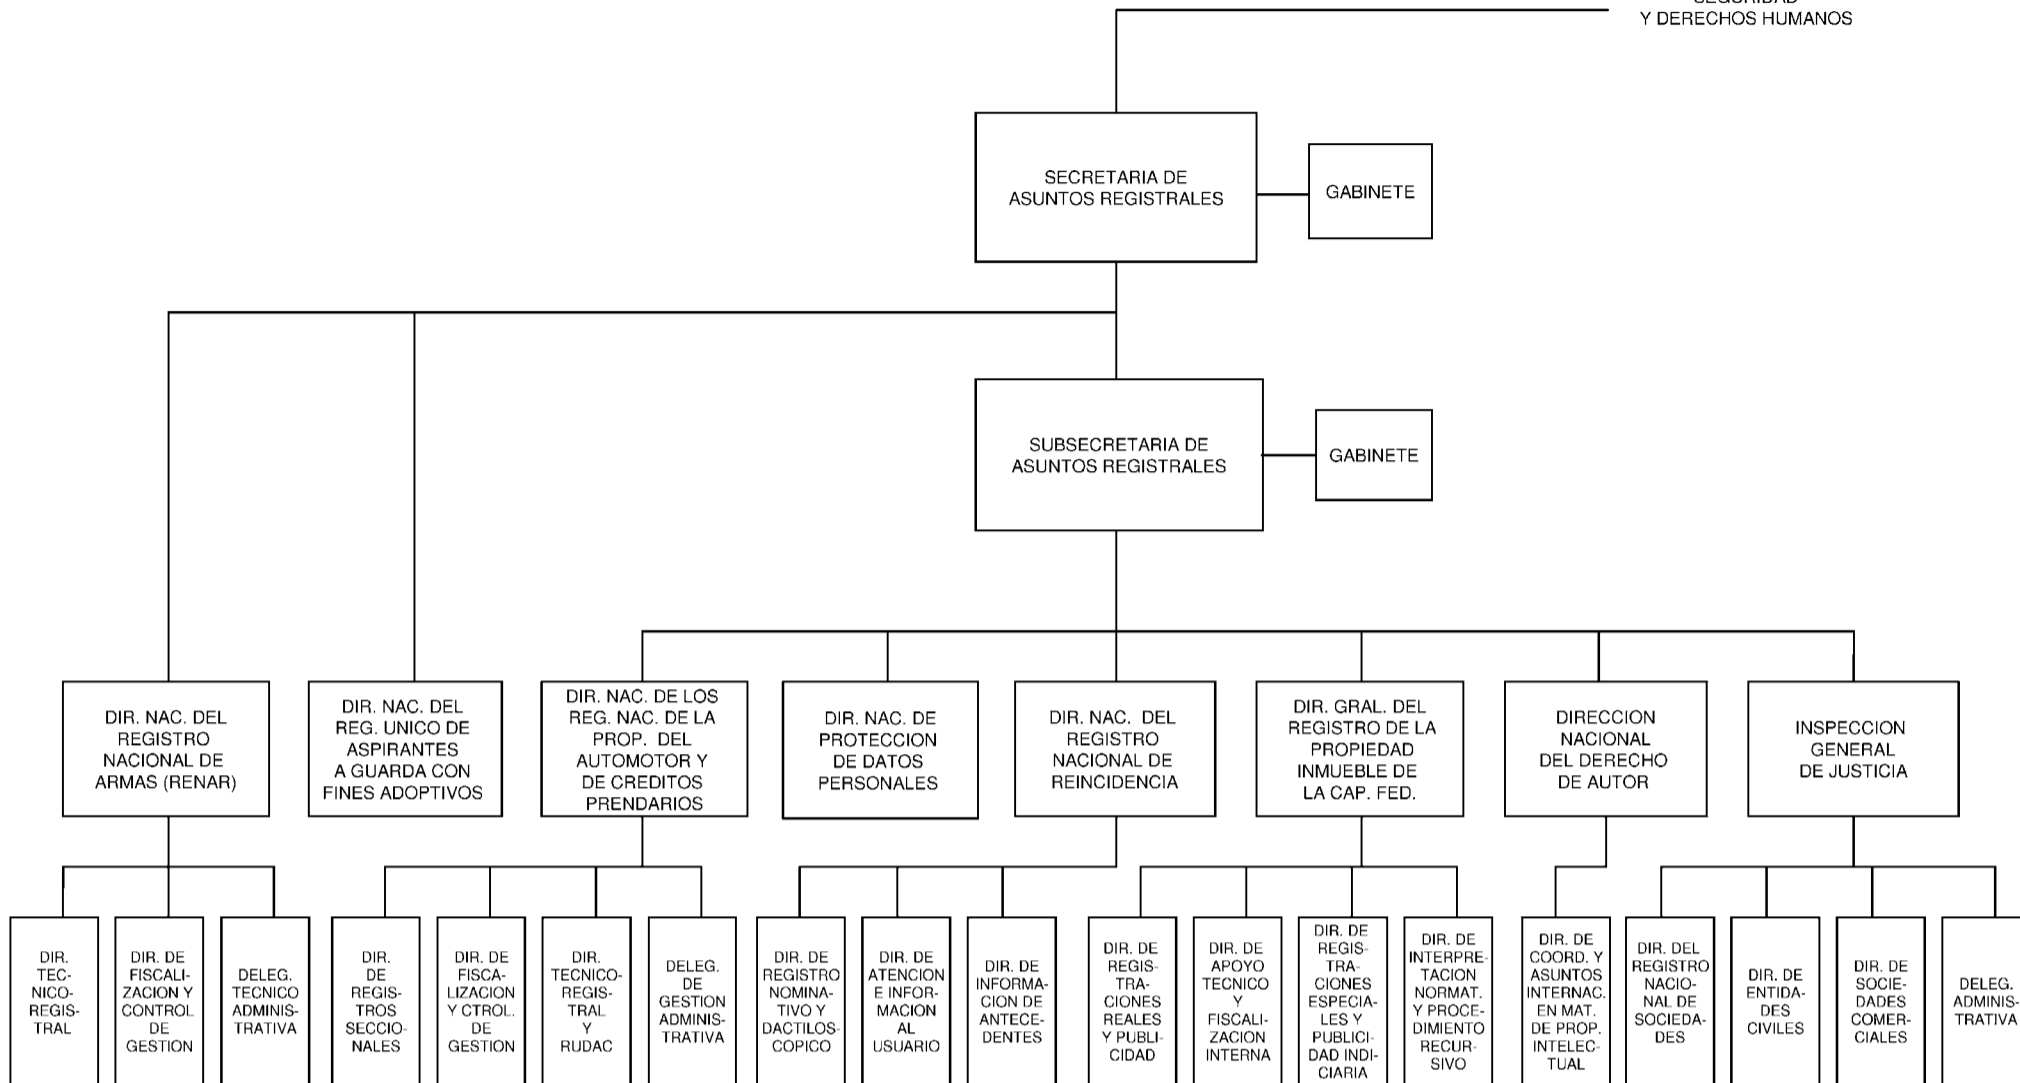 SEGURIDAD
Y DERECHOS HUMANOS
SECRETARIA DE
ASUNTOS REGISTRALES
GABINETE
SUBSECRETARIA DE
ASUNTOS REGISTRALES
GABINETE
DIR. NAC. DEL
REGISTRO
NACIONAL DE
ARMAS (RENAR)
DIR. NAC. DEL
REG. UNICO DE
ASPIRANTES
A GUARDA CON
FINES ADOPTIVOS
DIR. NAC. DE LOS
REG. NAC. DE LA
PROP. DEL
AUTOMOTOR Y
DE CREDITOS
PRENDARIOS
DIR. NAC. DE
PROTECCION
DE DATOS
PERSONALES
DIR. NAC. DEL
REGISTRO
NACIONAL DE
REINCIDENCIA
DIR. GRAL. DEL
REGISTRO DE LA
PROPIEDAD
INMUEBLE DE
LA CAP. FED.
DIRECCION
NACIONAL
DEL DERECHO
DE AUTOR
INSPECCION
GENERAL
DE JUSTICIA
DIR.
TEC-
NICO-
REGIS-
TRAL
DIR. DE
FISCALI-
ZACION Y
CONTROL
DE
GESTION
DELEG.
TECNICO
ADMINIS-
TRATIVA
DIR.
DE
REGIS-
TROS
SECCIO-
NALES
DIR. DE
FISCA-
LIZACION
Y CTROL.
DE
GESTION
DIR.
TECNICO-
REGIS-
TRAL
Y
RUDAC
DELEG.
DE
GESTION
ADMINIS-
TRATIVA
DIR. DE
REGISTRO
NOMINA-
TIVO Y
DACTILOS-
COPICO
DIR. DE
ATENCION
E INFOR-
MACION
AL
USUARIO
DIR. DE
INFORMA-
CION DE
ANTECE-
DENTES
DIR. DE
REGIS-
TRA-
CIONES
REALES
Y PUBLI-
CIDAD
DIR. DE
APOYO
TECNICO
Y
FISCALI-
ZACION
INTERNA
DIR. DE
REGIS-
TRA-
CIONES
ESPECIA-
LES Y
PUBLICI-
DAD INDI-
CIARIA
DIR. DE
INTERPRE-
TACION
NORMAT.
Y PROCE-
DIMIENTO
RECUR-
SIVO
DIR. DE
COORD. Y
ASUNTOS
INTERNAC.
EN MAT.
DE PROP.
INTELEC-
TUAL
DIR. DEL
REGISTRO
NACIO-
NAL DE
SOCIEDA-
DES
DIR. DE
ENTIDA-
DES
CIVILES
DIR. DE
SOCIE-
DADES
COMER-
CIALES
DELEG.
ADMINIS-
TRATIVA